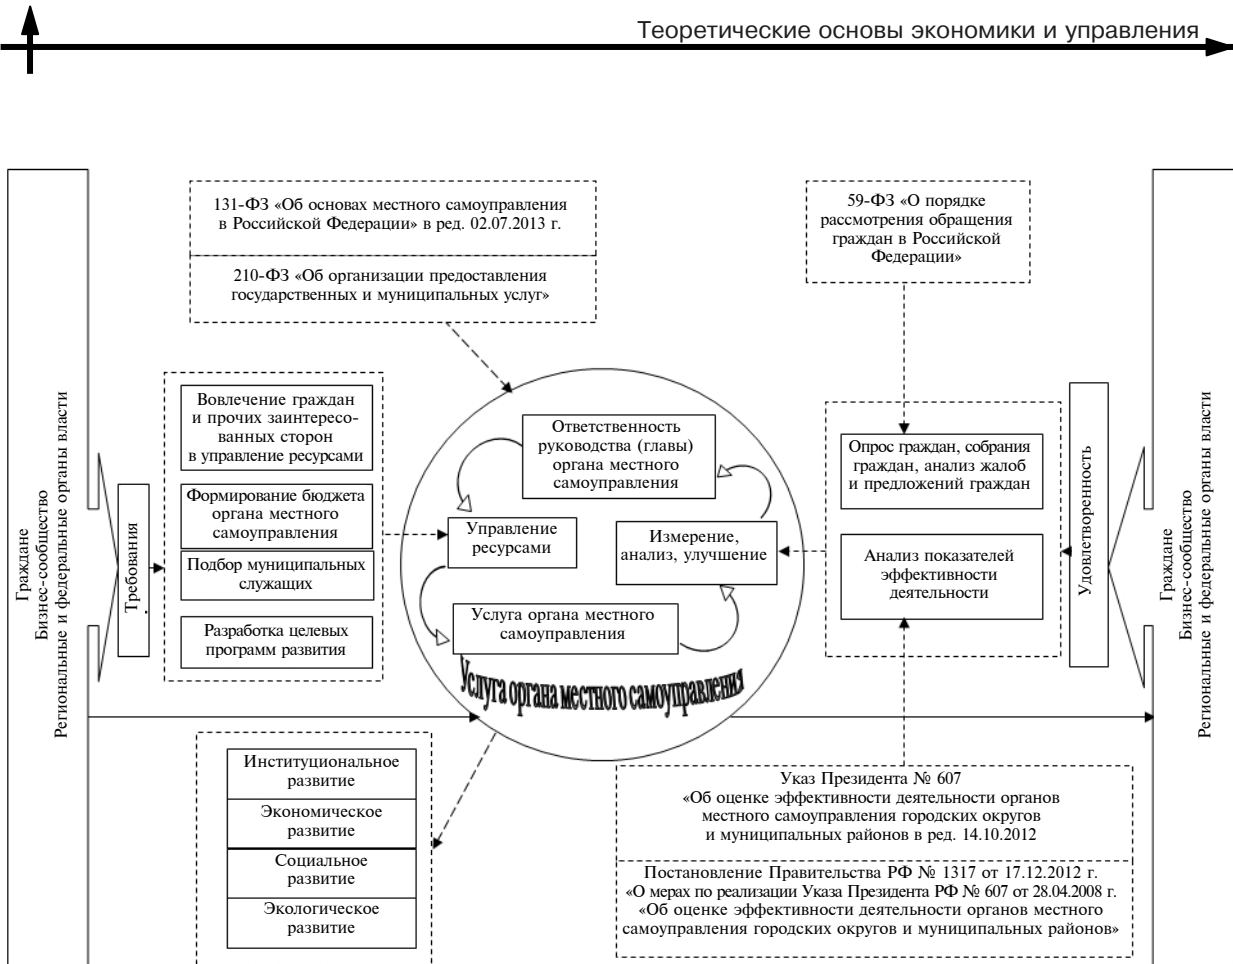 Теоретические основы экономики и управления
131-ФЗ «Об основах местного самоуправления
в Российской Федерации» в ред. 02.07.2013 г.
210-ФЗ «Об организации предоставления
государственных и муниципальных услуг»
59-ФЗ «О порядке
рассмотрения обращения
граждан в Российской
Федерации»
Граждане
Бизнес-сообщество
Региональные и федеральные органы власти
Требования
Вовлечение граждан
и прочих заинтересо-
ванных сторон
в управление ресурсами
Формирование бюджета
органа местного
самоуправления
Подбор муниципальных
служащих
Разработка целевых
программ развития
Ответственность
руководства (главы)
органа местного
самоуправления
Управление
ресурсами
Измерение,
анализ, улучшение
Услуга органа местного
самоуправления
Услуга органа местного самоуправления
Опрос граждан, собрания
граждан, анализ жалоб
и предложений граждан
Анализ показателей
эффективности
деятельности
Удовлетворенность
Граждане
Бизнес-сообщество
Региональные и федеральные органы власти
Институциональное
развитие
Экономическое
развитие
Социальное
развитие
Экологическое
развитие
Указ Президента № 607
«Об оценке эффективности деятельности органов
местного самоуправления городских округов
и муниципальных районов в ред. 14.10.2012
Постановление Правительства РФ № 1317 от 17.12.2012 г.
«О мерах по реализации Указа Президента РФ № 607 от 28.04.2008 г.
«Об оценке эффективности деятельности органов местного
самоуправления городских округов и муниципальных районов»